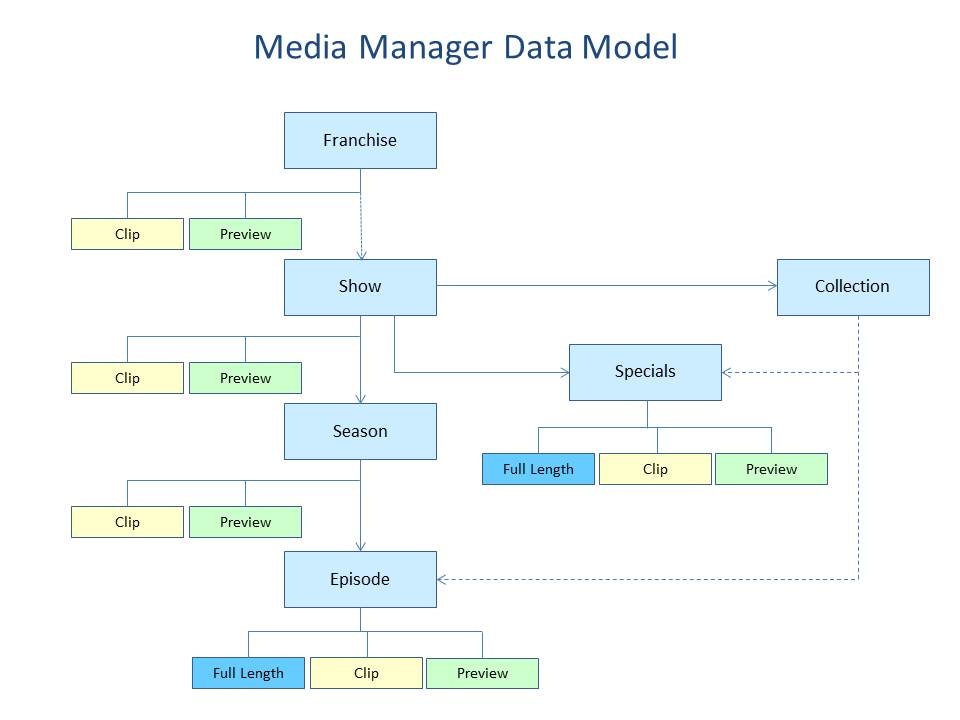 Media Manager Data Model
Franchise
Clip
Preview
Show
Collection
Clip
Preview
Specials
Season
Full Length
Clip
Preview
Clip
Preview
Episode
Full Length
Clip
Preview